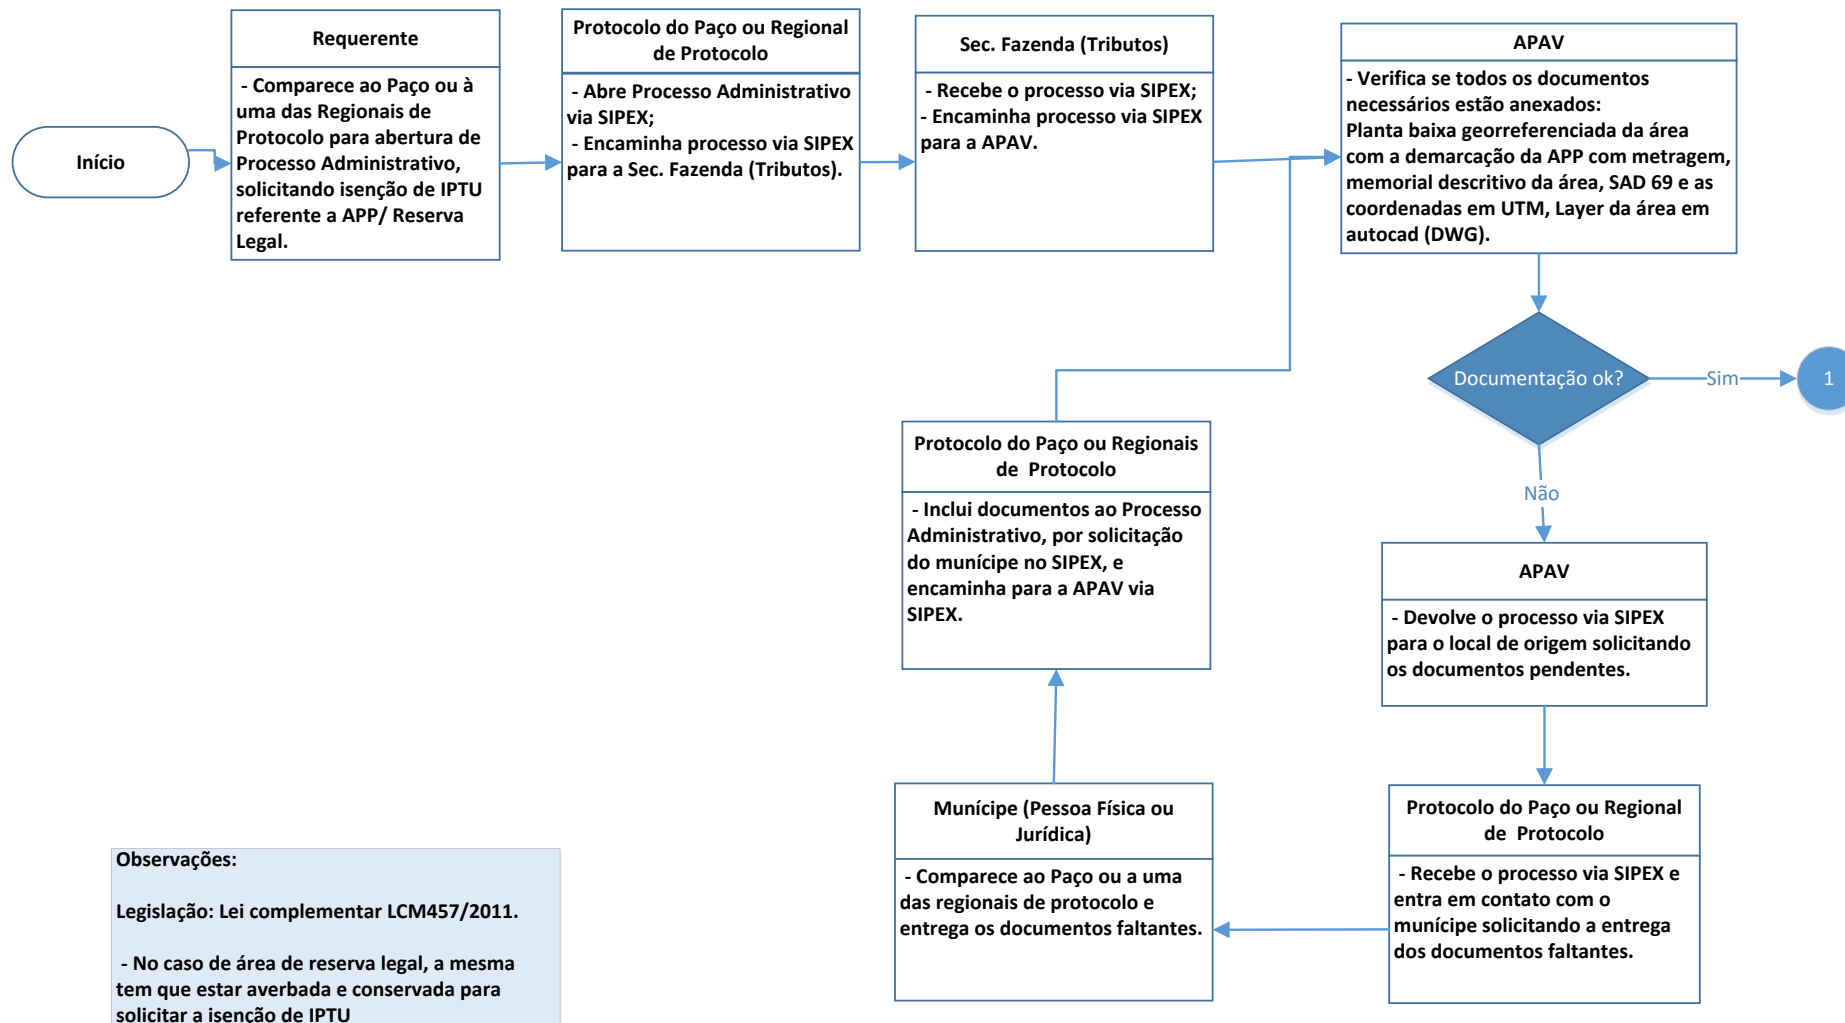 Início
Requerente
- Comparece ao Paço ou à
uma das Regionais de
Protocolo para abertura de
Processo Administrativo,
solicitando isenção de IPTU
referente a APP/ Reserva
Legal.
Protocolo do Paço ou Regional
de Protocolo
- Abre Processo Administrativo
via SIPEX;
- Encaminha processo via SIPEX
para a Sec. Fazenda (Tributos).
Sec. Fazenda (Tributos)
- Recebe o processo via SIPEX;
- Encaminha processo via SIPEX
para a APAV.
APAV
- Verifica se todos os documentos
necessários estão anexados:
Planta baixa georreferenciada da área
com a demarcação da APP com metragem,
memorial descritivo da área, SAD 69 e as
coordenadas em UTM, Layer da área em
autocad (DWG).
Documentação ok?
Sim
1
Não
APAV
- Devolve o processo via SIPEX
para o local de origem solicitando
os documentos pendentes.
Protocolo do Paço ou Regional
de  Protocolo
- Recebe o processo via SIPEX e
entra em contato com o
munícipe solicitando a entrega
dos documentos faltantes.
Munícipe (Pessoa Física ou
Jurídica)
- Comparece ao Paço ou a uma
das regionais de protocolo e
entrega os documentos faltantes.
Protocolo do Paço ou Regionais
de  Protocolo
- Inclui documentos ao Processo
Administrativo, por solicitação
do munícipe no SIPEX, e
encaminha para a APAV via
SIPEX.
Observações:
Legislação: Lei complementar LCM457/2011.
- No caso de área de reserva legal, a mesma
tem que estar averbada e conservada para
solicitar a isenção de IPTU